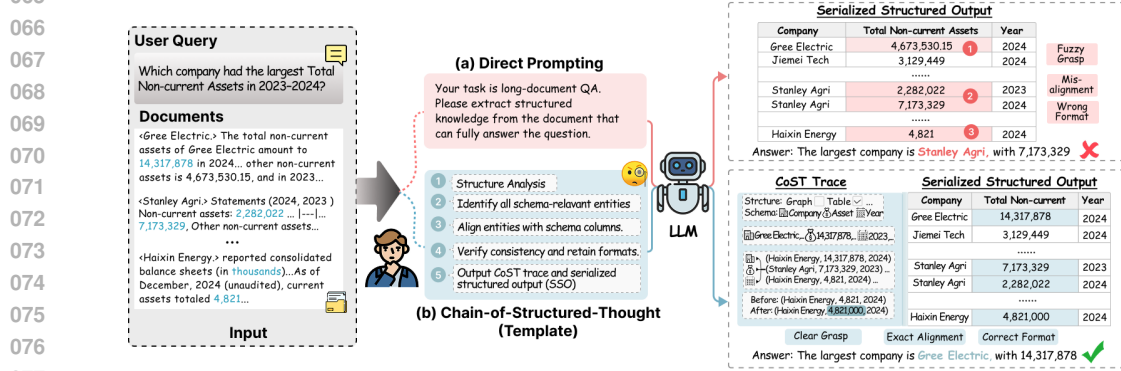 066
067
068
069
070
071
072
073
074
075
076
User Query
Which company had the largest Total
Non-current Assets in 2023-2024?
Documents
<Gree Electric.> The total non-current
assets of Gree Electric amount to
14,317,878 in 2024... other non-current
assets is 4,673,530.15, and in 2023...
<Stanley Agri.> Statements (2024, 2023 )
Non-current assets: 2,282,022 ... |---|...
7,173,329, Other non-current assets...
...
<Haixin Energy.> reported consolidated
balance sheets (in thousands)...As of
December, 2024 (unaudited), current
assets totaled 4,821...
Input
(a) Direct Prompting
Your task is long-document QA.
Please extract structured
knowledge from the document that
can fully answer the question.
1 Structure Analysis
2 Identify all schema-relavant entities
3 Align entities with schema columns.
4 Verify consistency and retain formats.
5 Output CoST trace and serialized
structured output (SSO)
(b) Chain-of-Structured-Thought
(Template)
LLM
Serialized Structured Output
Company Total Non-current Assets Year
Gree Electric 4,673,530.15 1 2024
Jiemei Tech 3,129,449 2024
......
Stanley Agri 2,282,022 2023
2
Stanley Agri 7,173,329 2024
......
Haixin Energy 4,821 3 2024
Fuzzy
Grasp
Mis-
alignment
Wrong
Format
Answer: The largest company is Stanley Agri, with 7,173,329
CoST Trace
Strcture: Graph Table ...
Schema: Company Asset Year
Gree Electric,.. 14,317,878,.. 2023,..
(Haixin Energy, 14,317,878, 2024)
(Stanley Agri, 7,173,329, 2023) ...
(Haixin Energy, 4,821, 2024) ...
Before: (Haixin Energy, 4,821, 2024)
After: (Haixin Energy, 4,821,000, 2024)
Serialized Structured Output
Company Total Non-current Year
Gree Electric 14,317,878 2024
Jiemei Tech 3,129,449 2024
......
Stanley Agri 7,173,329 2023
Stanley Agri 2,282,022 2024
......
Haixin Energy 4,821,000 2024
Clear Grasp Exact Alignment Correct Format
Answer: The largest company is Gree Electric, with 14,317,878